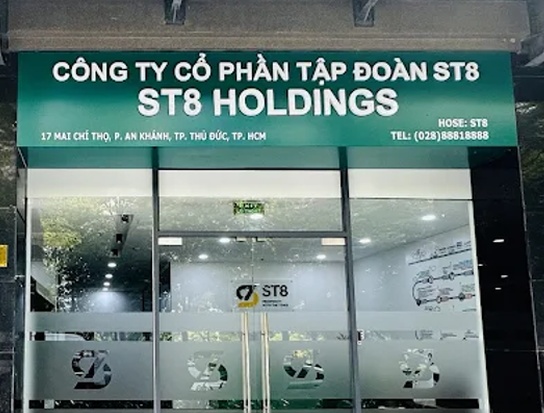 CÔNG TY CỔ PHẦN TẬP ĐOÀN ST8
ST8 HOLDINGS
HOSE: ST8
17 MAI CHÍ THỌ, P. AN KHÁNH, TP. THỦ ĐỨC, TP. HCM
TEL: (028)88818888
EXIT
ST8